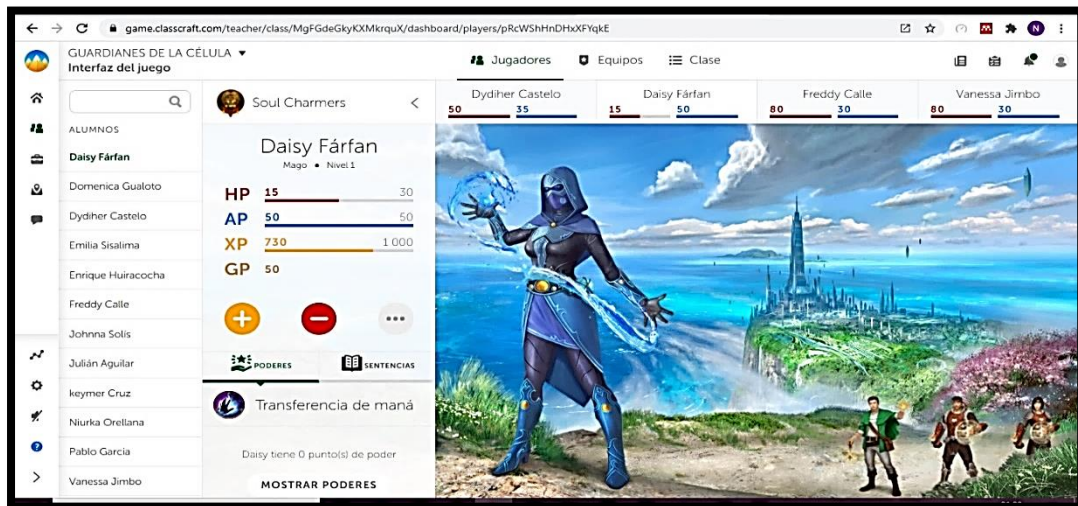 game.classcraft.com/teacher/class/MgFGdeGkyKXMkrquX/dashboard/players/pRcWShHnDHxXFYqkE
N
GUARDIANES DE LA CÉLULA
Interfaz del juego
Jugadores
Equipos
Clase
ALUMNOS
Daisy Fárfan
Domenica Gualoto
Dydiher Castelo
Emilia Sisalima
Enrique Huiracocha
Freddy Calle
Johnna Solís
Julián Aguilar
keymer Cruz
Niurka Orellana
Pablo Garcia
Vanessa Jimbo
Soul Charmers
Daisy Fárfan
Mago • Nivel 1
HP 15 30
AP 50 50
XP 730 1 000
GP 50
PODERES
SENTENCIAS
Transferencia de maná
Daisy tiene 0 punto(s) de poder
MOSTRAR PODERES
Dydiher Castelo
50 35
Daisy Fárfan
15 50
Freddy Calle
80 30
Vanessa Jimbo
80 30